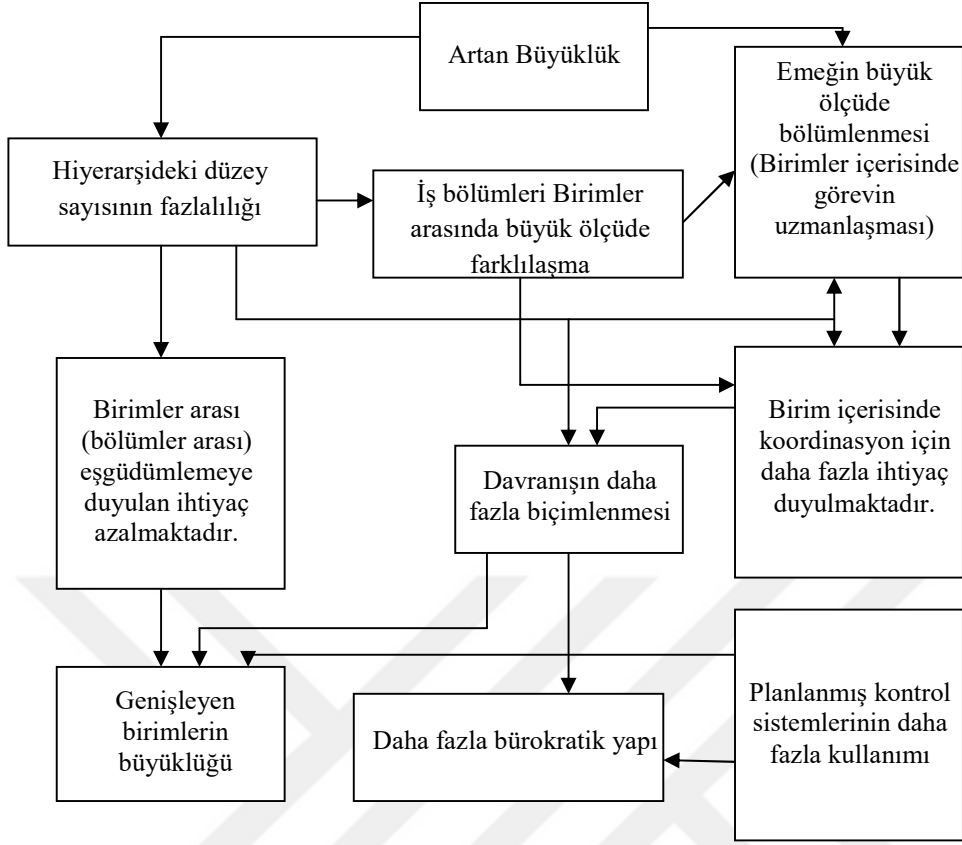 Artan Büyüklük
Emeğin büyük
ölçüde
bölümlenmesi
(Birimler içerisinde
görevin
uzmanlaşması)
Hiyerarşideki düzey
sayısının fazlalılığı
İş bölümleri Birimler
arasında büyük ölçüde
farklılaşma
Birimler arası
(bölümler arası)
eşgüdümlemeye
duyulan ihtiyaç
azalmaktadır.
Davranışın daha
fazla biçimlenmesi
Birim içerisinde
koordinasyon için
daha fazla ihtiyaç
duyulmaktadır.
Genişleyen
birimlerin
büyüklüğü
Daha fazla bürokratik yapı
Planlanmış kontrol
sistemlerinin daha
fazla kullanımı